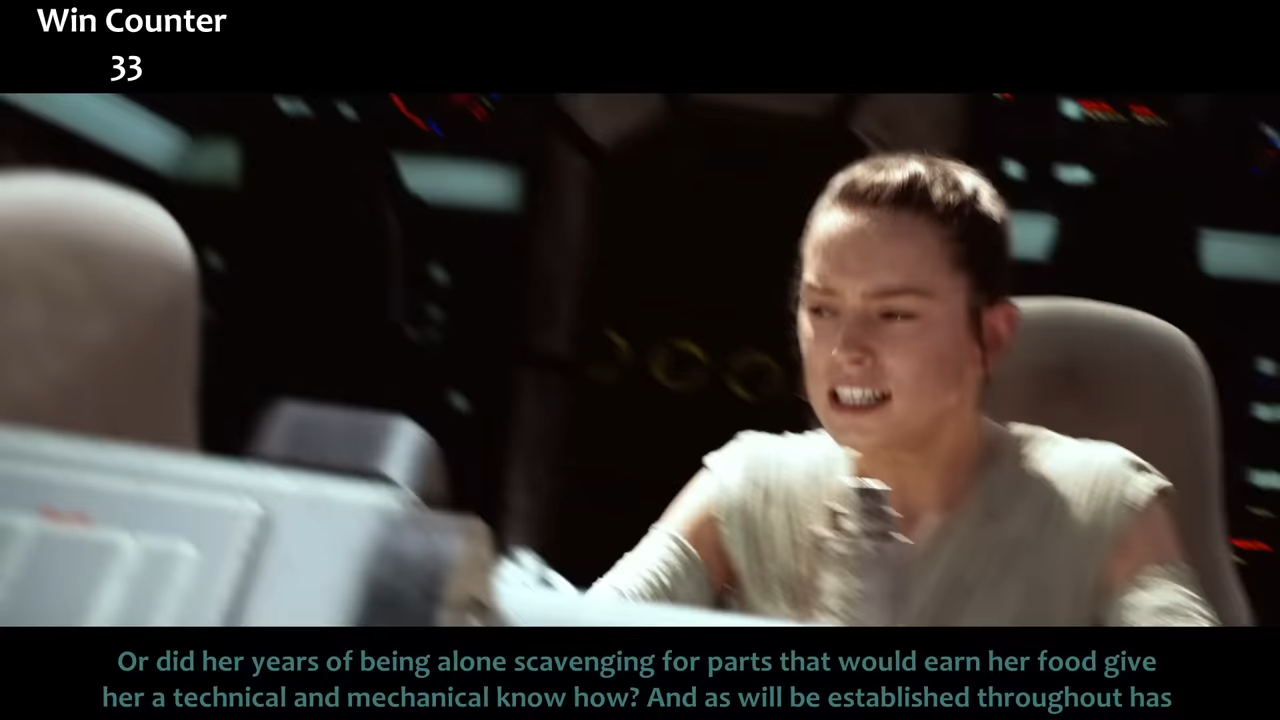 Win Counter
33
Or did her years of being alone scavenging for parts that would earn her food give
her a technical and mechanical know how? And as will be established throughout has